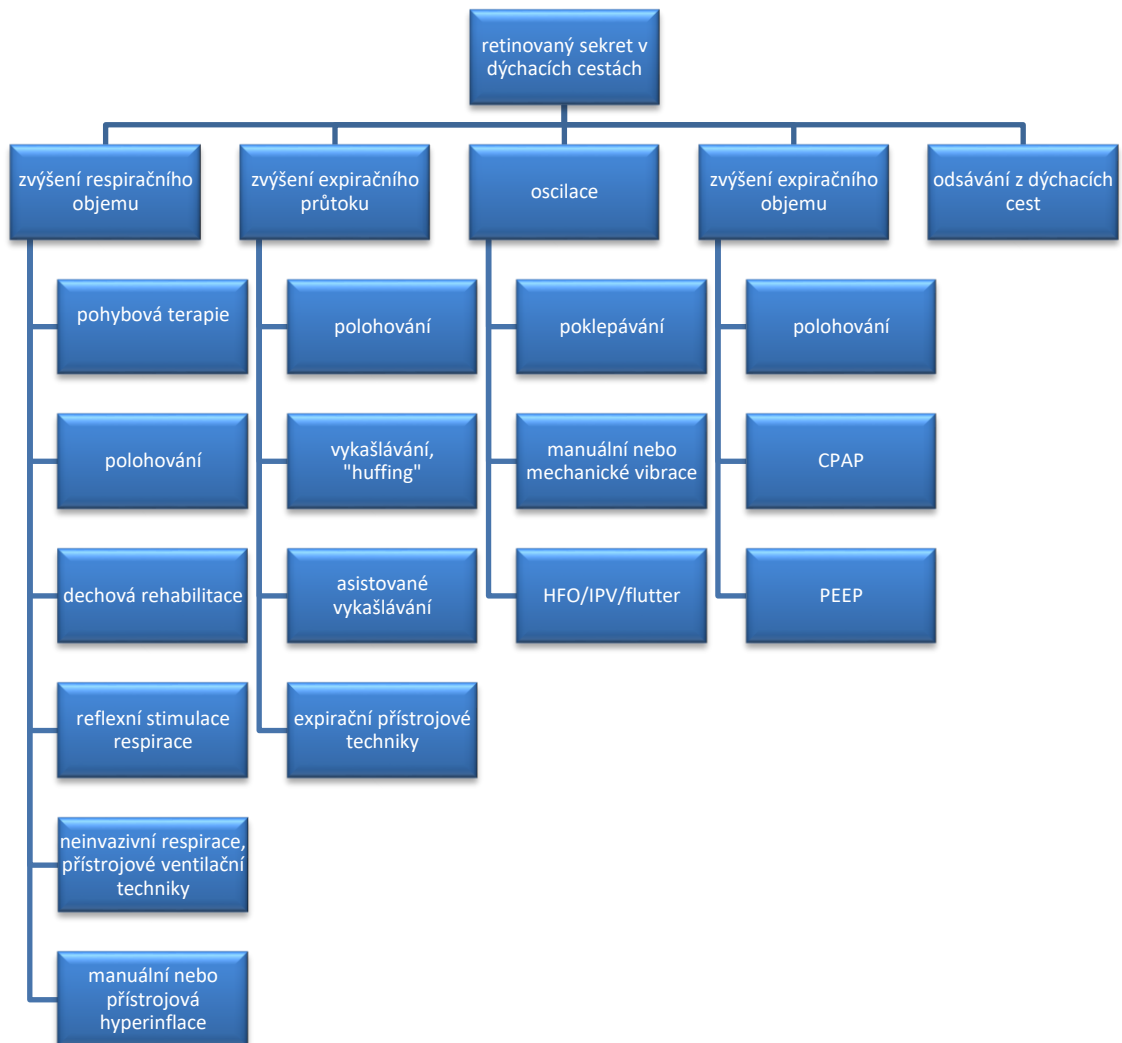 retinovaný sekret v
dýchacích cestách
zvýšení respiračního
objemu
pohybová terapie
polohování
dechová rehabilitace
reflexní stimulace
respirace
neinvazivní respirace,
přístrojové ventilační
techniky
manuální nebo
přístrojová
hyperinflace
zvýšení expiračního
průtoku
polohování
vykašlávání,
"huffing"
asistované
vykašlávání
expirační přístrojové
techniky
oscilace
poklepávání
manuální nebo
mechanické vibrace
HFO/IPV/flutter
zvýšení expiračního
objemu
polohování
CPAP
PEEP
odsávání z dýchacích
cest